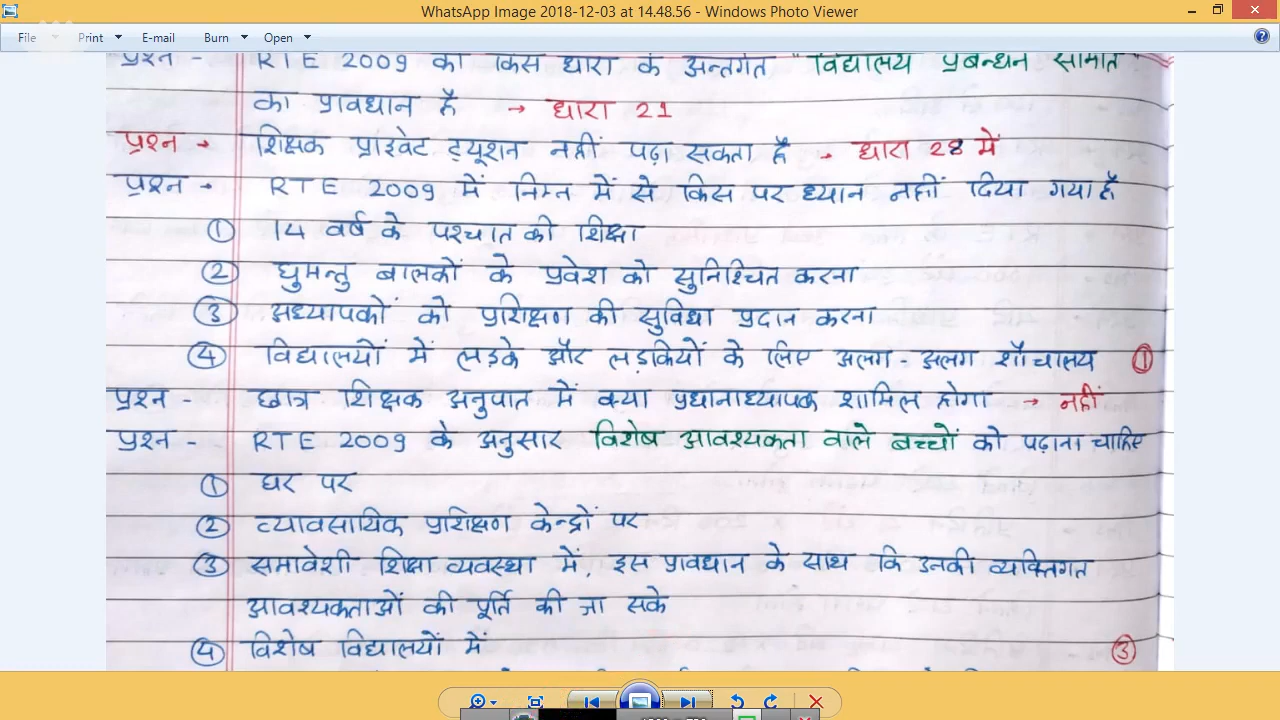 WhatsApp Image 2018-12-03 at 14.48.56 - Windows Photo Viewer
File Print E-mail Burn Open
प्रश्न - RTE 2009 की किस धारा के अन्तर्गत "विद्यालय प्रबन्धन समिति"
का प्रावधान है → धारा 21
प्रश्न → शिक्षक प्राइवेट ट्यूशन नहीं पढ़ा सकता है → धारा 28 में
प्रश्न → RTE 2009 में निम्न में से किस पर ध्यान नहीं दिया गया है
① 14 वर्ष के पश्चात की शिक्षा
② घुमन्तु बालकों के प्रवेश को सुनिश्चित करना
③ अध्यापकों को प्रशिक्षण की सुविधा प्रदान करना
④ विद्यालयों में लड़के और लड़कियों के लिए अलग - अलग शौचालय ①
प्रश्न - छात्र शिक्षक अनुपात में क्या प्रधानाध्यापक शामिल होगा → नहीं
प्रश्न - RTE 2009 के अनुसार विशेष आवश्यकता वाले बच्चों को पढ़ाना चाहिए
① घर पर
② व्यावसायिक प्रशिक्षण केन्द्रों पर
③ समावेशी शिक्षा व्यवस्था में, इस प्रावधान के साथ कि उनकी व्यक्तिगत
आवश्यकताओं की पूर्ति की जा सके
④ विशेष विद्यालयों में ③